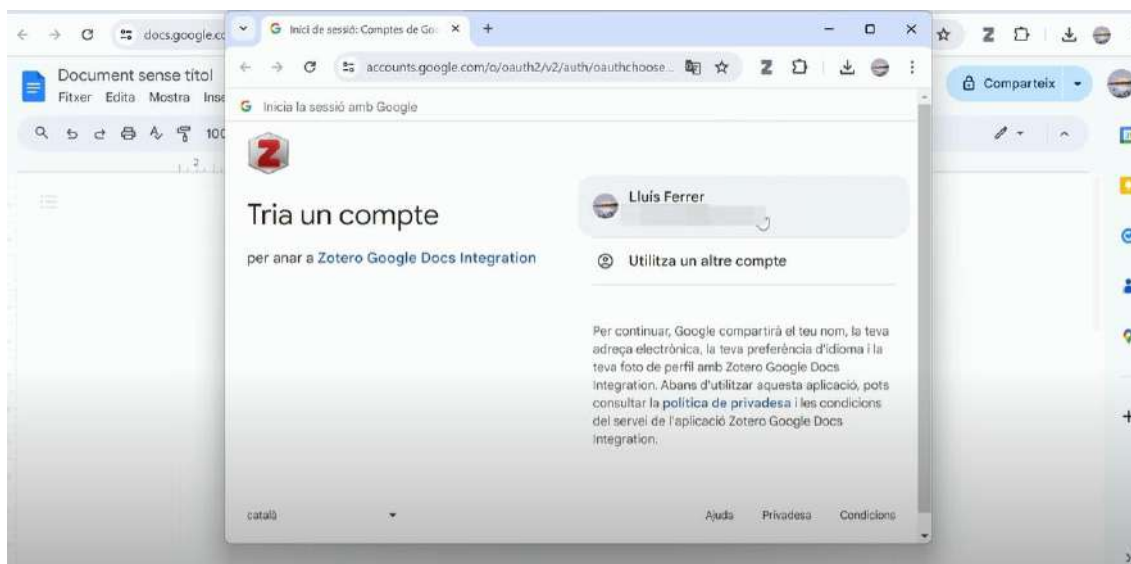 docs.google.co
Inici de sessió: Comptes de Go
accounts.google.com/o/oauth2/v2/auth/oauthchoose...
Document sense títol
Fitxer Edita Mostra Inse
100
2
Comparteix
Inicia la sessió amb Google
Z
Tria un compte
per anar a Zotero Google Docs Integration
Lluís Ferrer
Utilitza un altre compte
Per continuar, Google compartirà el teu nom, la teva
adreça electrònica, la teva preferència d'idioma i la
teva foto de perfil amb Zotero Google Docs
Integration. Abans d'utilitzar aquesta aplicació, pots
consultar la política de privadesa i les condicions
del servei de l'aplicació Zotero Google Docs
Integration.
català
Ajuda Privadesa Condicions